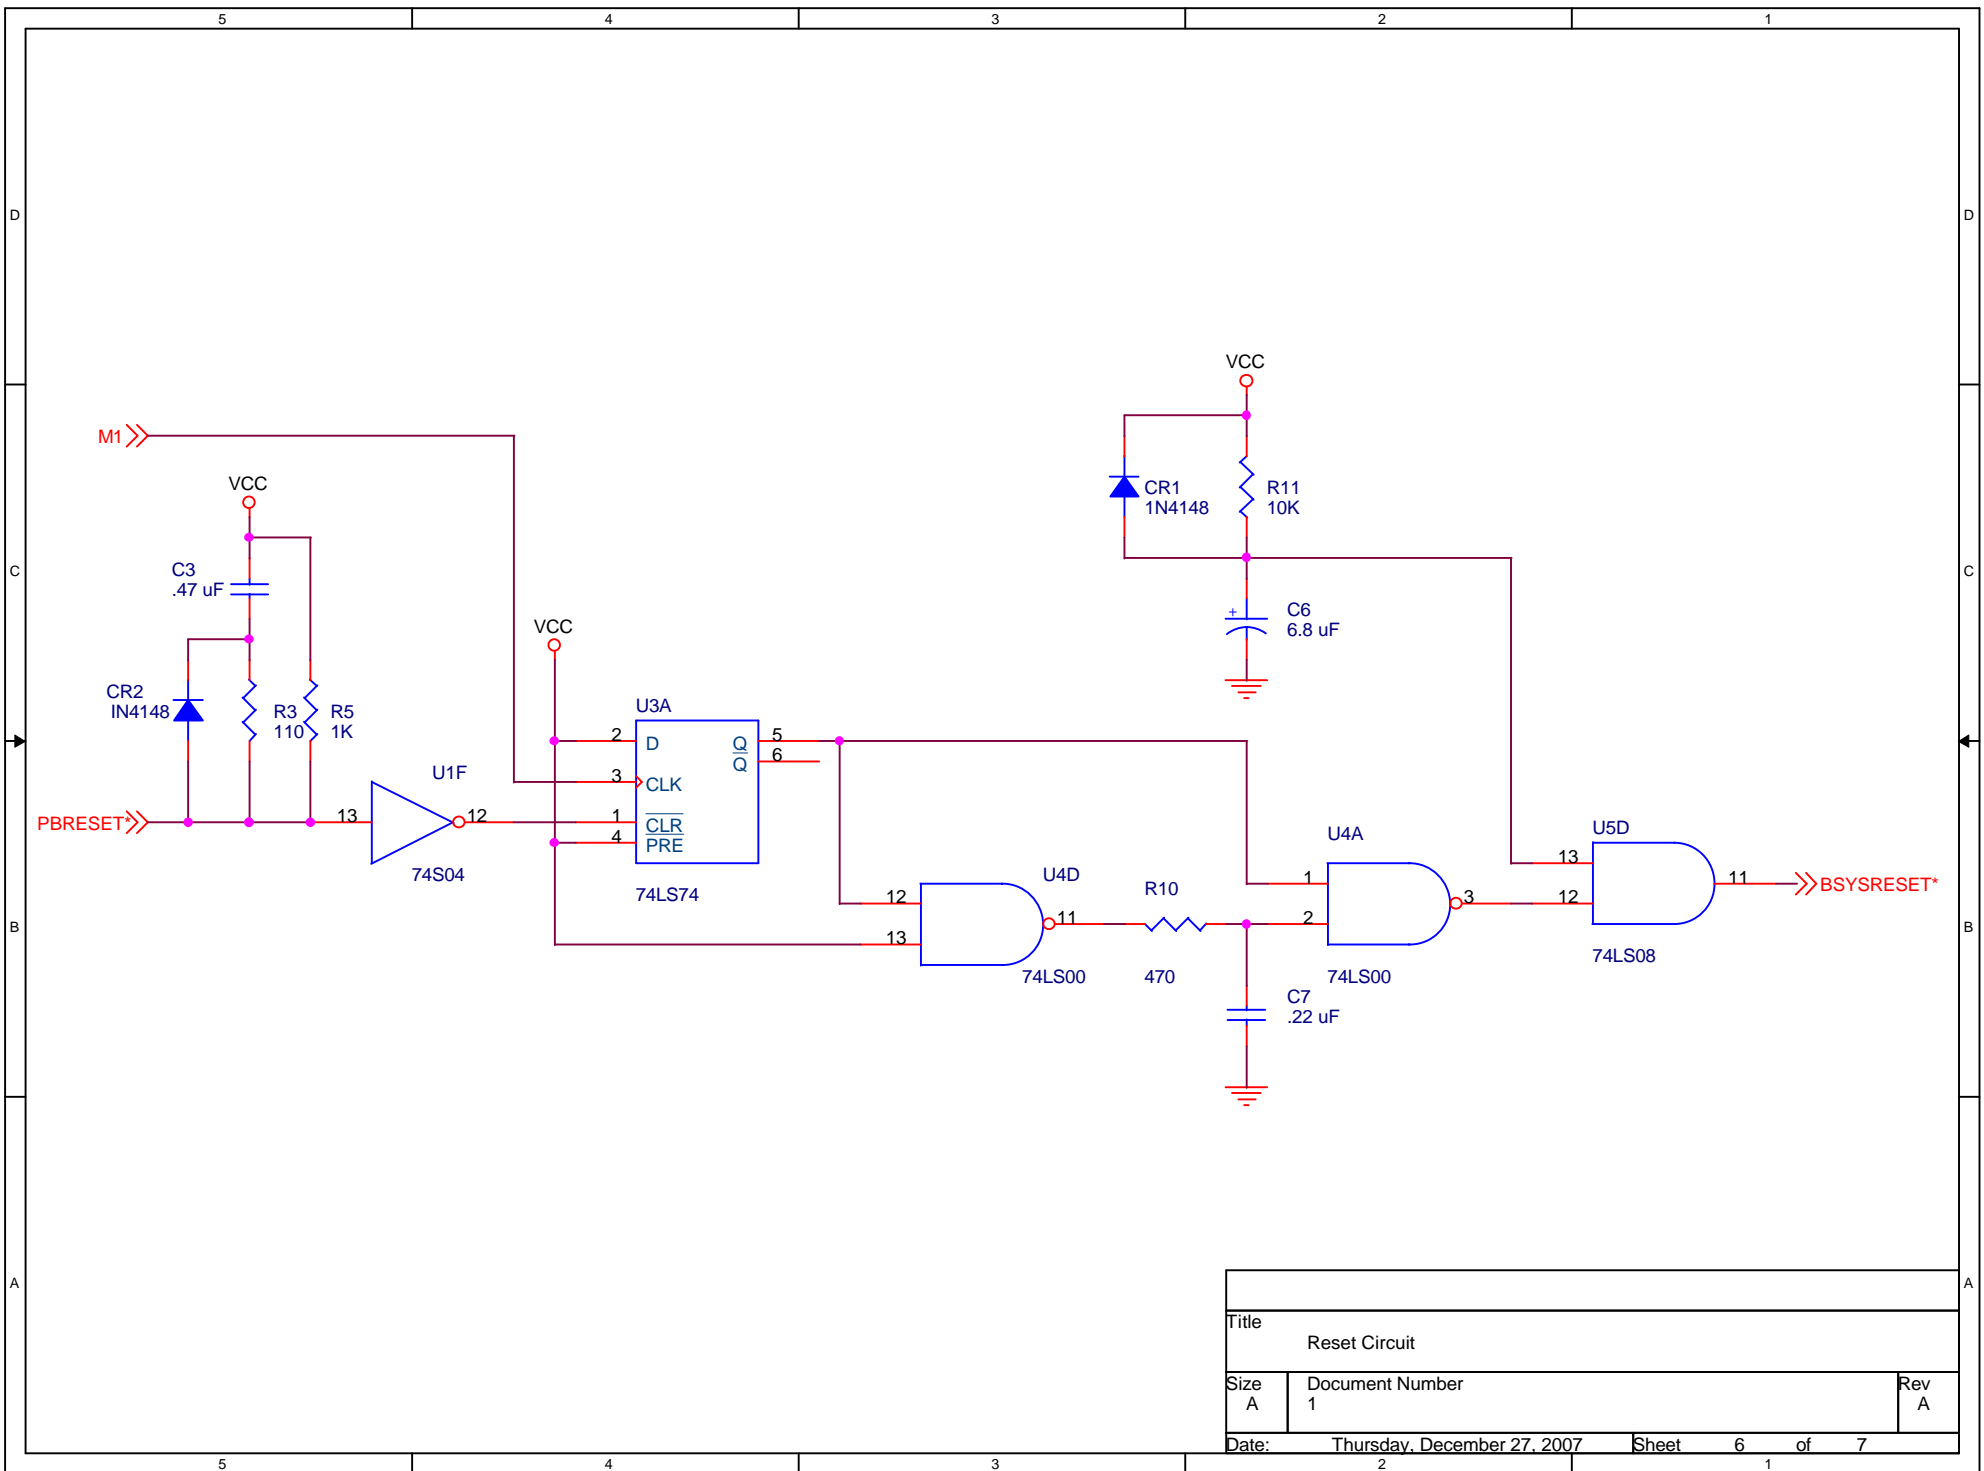 5 4 3 2 1
D D
VCC
M1
CR1
1N4148
R11
10K
VCC
C C
C3
.47 uF
C6
6.8 uF
+
VCC
CR2
IN4148
R3
110
R5
1K
U3A
2 D Q 5
Q 6
3 CLK
1 CLR
4 PRE
74LS74
U1F
PBRESET* 13 12
74S04
U4D
12
13
11
74LS00
R10
470
U4A
1
2
3
74LS00
U5D
13
12
11 BSYSRESET*
74LS08
B B
C7
.22 uF
A A
Title
Reset Circuit
Size
A
Document Number
1
Rev
A
Date: Thursday, December 27, 2007 Sheet 6 of 7
5 4 3 2 1